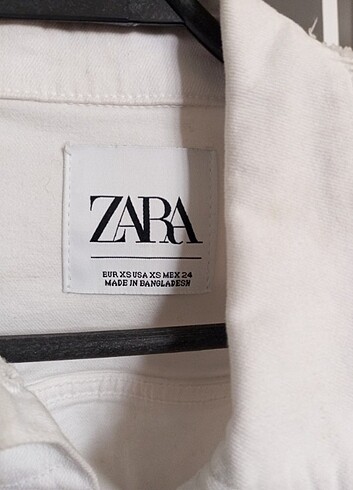 ZARA
EUR XS USA XS MEX 24
MADE IN BANGLADESH